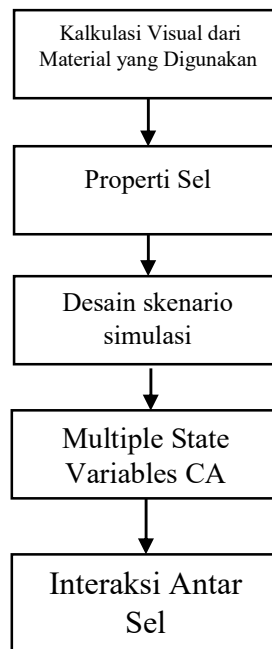 Kalkulasi Visual dari
Material yang Digunakan
Properti Sel
Desain skenario
simulasi
Multiple State
Variables CA
Interaksi Antar
Sel